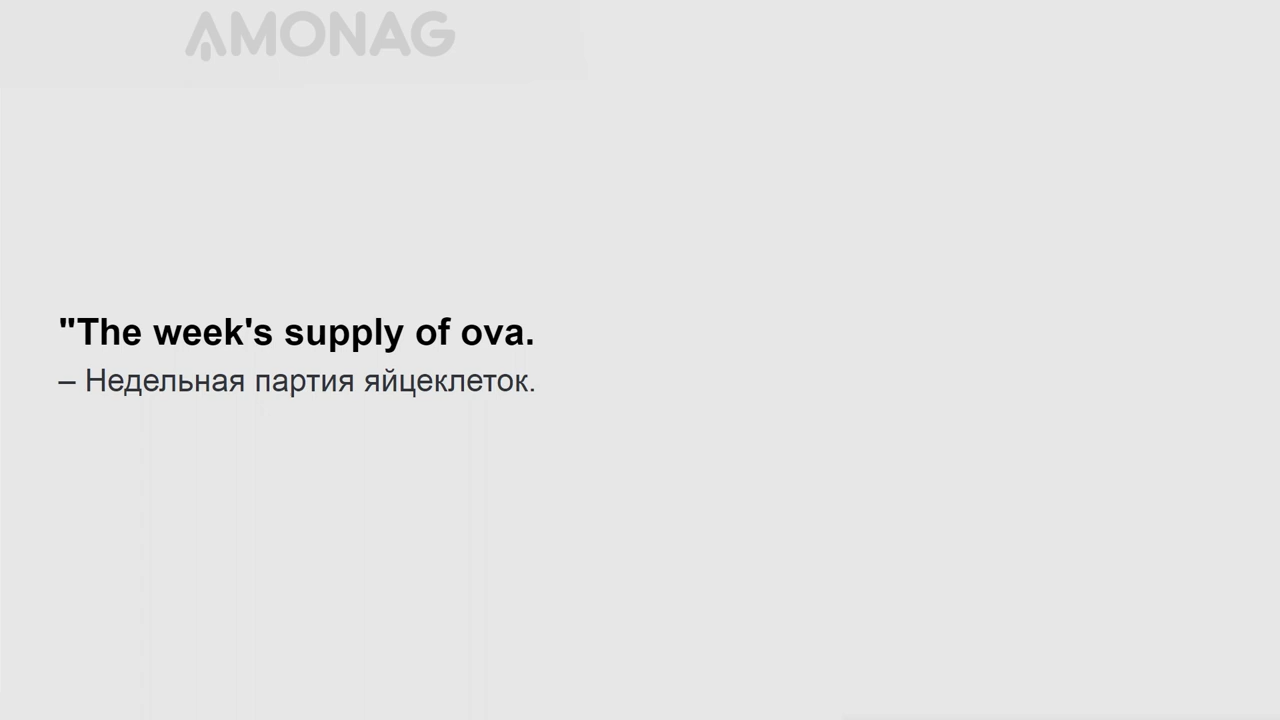 AMONAG
"The week's supply of ova.
– Недельная партия яйцеклеток.